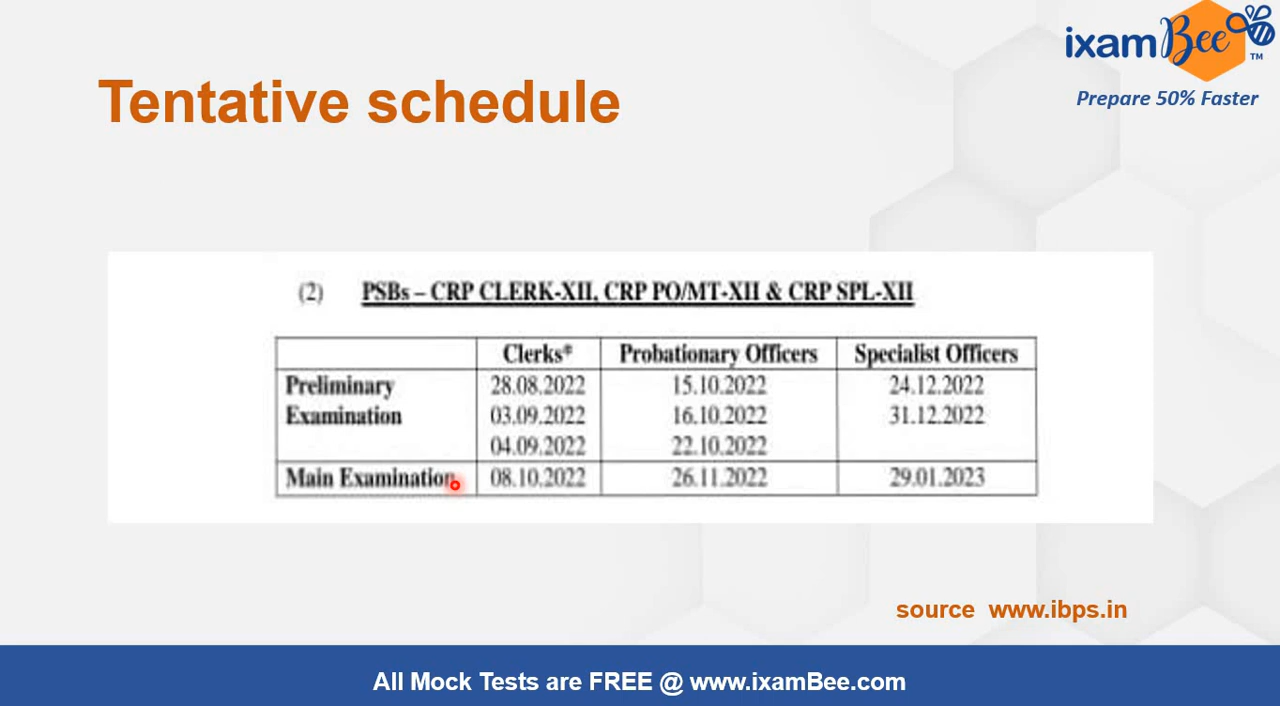 ixamBee™
Prepare 50% Faster
Tentative schedule
(2) PSBs – CRP CLERK-XII, CRP PO/MT-XII & CRP SPL-XII
Clerks* Probationary Officers Specialist Officers
Preliminary 28.08.2022 15.10.2022 24.12.2022
Examination 03.09.2022 16.10.2022 31.12.2022
04.09.2022 22.10.2022
Main Examination 08.10.2022 26.11.2022 29.01.2023
source www.ibps.in
All Mock Tests are FREE @ www.ixamBee.com